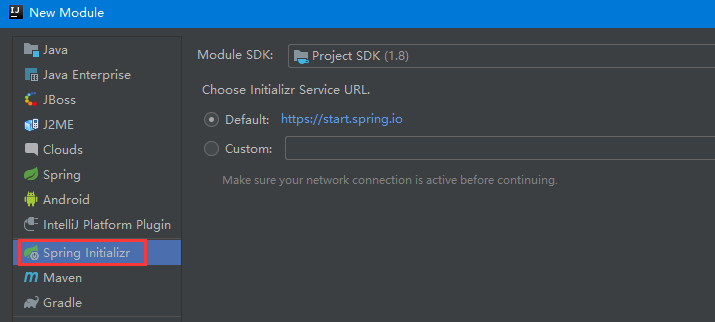 IJ New Module
Java
Java Enterprise
JBoss
J2ME
Clouds
Spring
Android
IntelliJ Platform Plugin
Spring Initializr
Maven
Gradle
Module SDK: Project SDK (1.8)
Choose Initializr Service URL.
Default: https://start.spring.io
Custom:
Make sure your network connection is active before continuing.